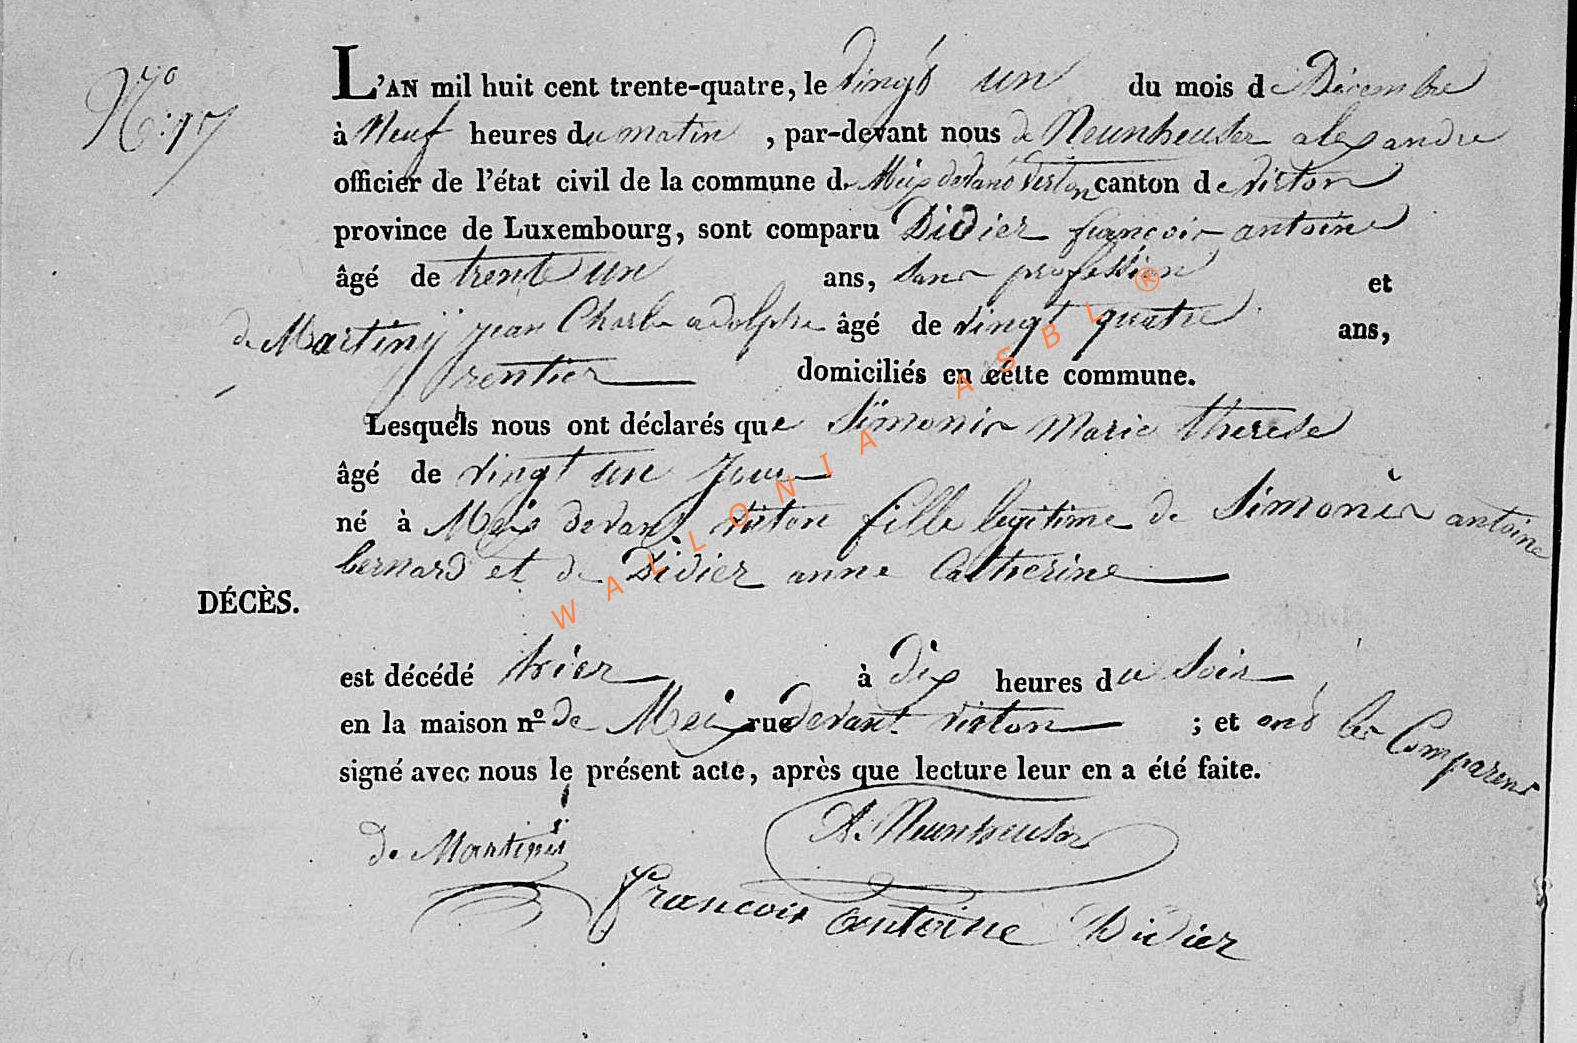 No: 17
L'AN mil huit cent trente-quatre, le vingt un du mois de Décembre
à Neuf heures du matin, par-devant nous de Neunheuser alexandre
officier de l'état civil de la commune de Meix devant Virton canton de virton
province de Luxembourg, sont comparu Didier françois antoine
âgé de trente un ans, sans profession et
de Martinÿ jean Charle adolphe âgé de vingt quatre ans,
rentier domiciliés en cette commune.
Lesquels nous ont déclarés que Simonis Marie therese
âgé de vingt un jour
né à Meix devant virton fille legitime de Simonis antoine
bernard et de Didier anne Catherine
DÉCÈS.
est décédé hier à dix heures du soir
en la maison nº de Meix rue devant virton ; et ont les Comparens
signé avec nous le présent acte, après que lecture leur en a été faite.
de Martinÿ A. Neunheuser
francois antoine Didier
WALLONIA ASBL ®